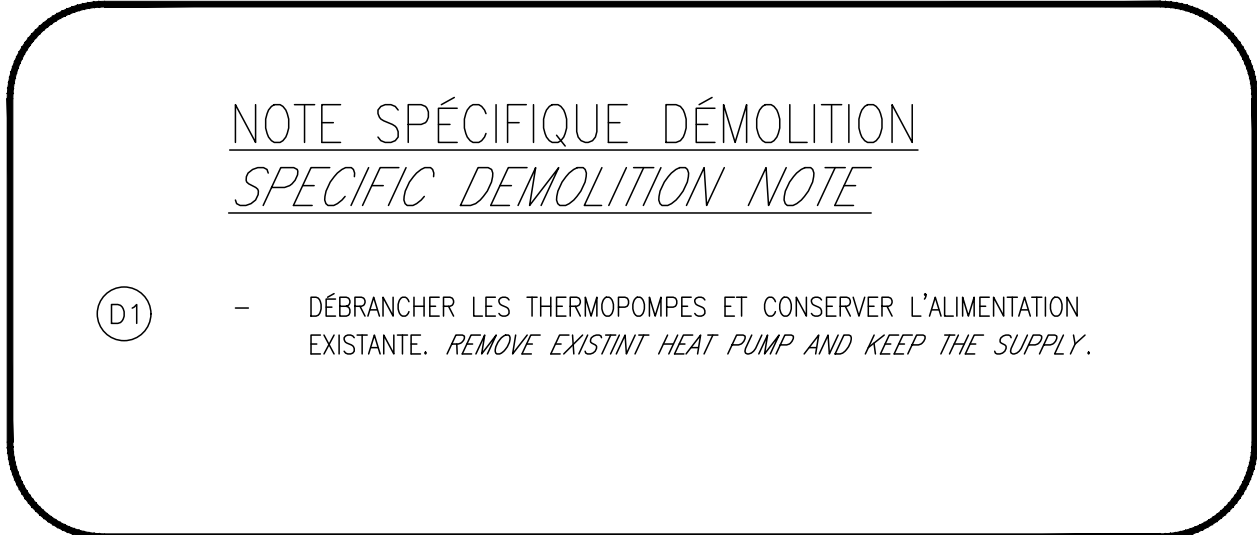 NOTE SPÉCIFIQUE DÉMOLITION
SPECIFIC DEMOLITION NOTE
D1 - DÉBRANCHER LES THERMOPOMPES ET CONSERVER L'ALIMENTATION
EXISTANTE. REMOVE EXISTINT HEAT PUMP AND KEEP THE SUPPLY.